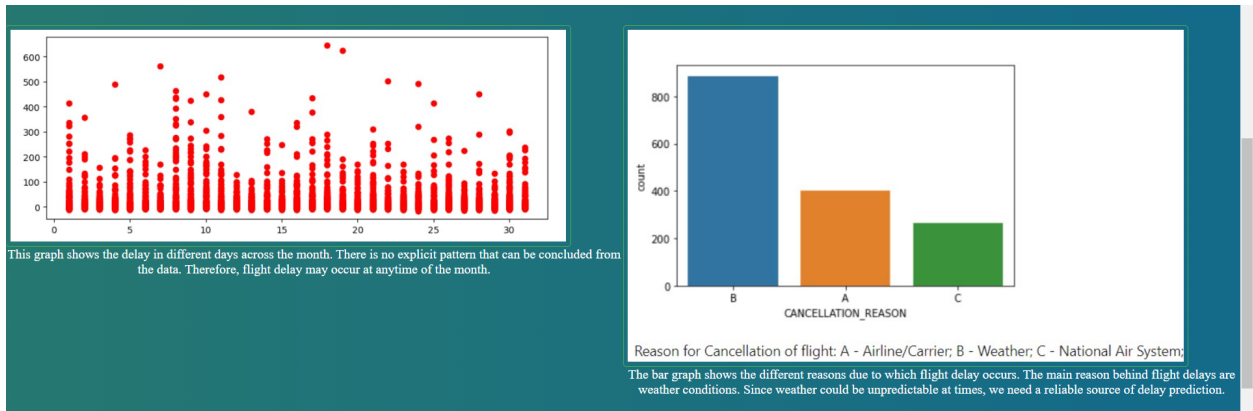 600
500
400
300
200
100
0
0 5 10 15 20 25 30
This graph shows the delay in different days across the month. There is no explicit pattern that can be concluded from
the data. Therefore, flight delay may occur at anytime of the month.
800
600
400
200
0
count
B A C
CANCELLATION_REASON
Reason for Cancellation of flight: A - Airline/Carrier; B - Weather; C - National Air System;
The bar graph shows the different reasons due to which flight delay occurs. The main reason behind flight delays are
weather conditions. Since weather could be unpredictable at times, we need a reliable source of delay prediction.